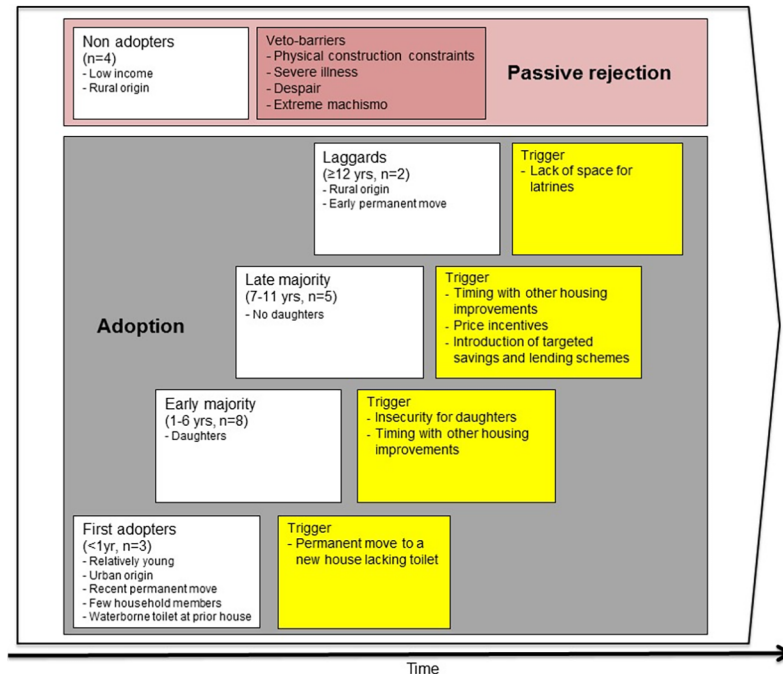 Non adopters
(n=4)
- Low income
- Rural origin
Veto-barriers
- Physical construction constraints
- Severe illness
- Despair
- Extreme machismo
Passive rejection
Laggards
(≥12 yrs, n=2)
- Rural origin
- Early permanent move
Trigger
- Lack of space for
latrines
Late majority
(7-11 yrs, n=5)
- No daughters
Trigger
- Timing with other housing
improvements
- Price incentives
- Introduction of targeted
savings and lending schemes
Adoption
Early majority
(1-6 yrs, n=8)
- Daughters
Trigger
- Insecurity for daughters
- Timing with other housing
improvements
First adopters
(<1yr, n=3)
- Relatively young
- Urban origin
- Recent permanent move
- Few household members
- Waterborne toilet at prior house
Trigger
- Permanent move to a
new house lacking toilet
Time